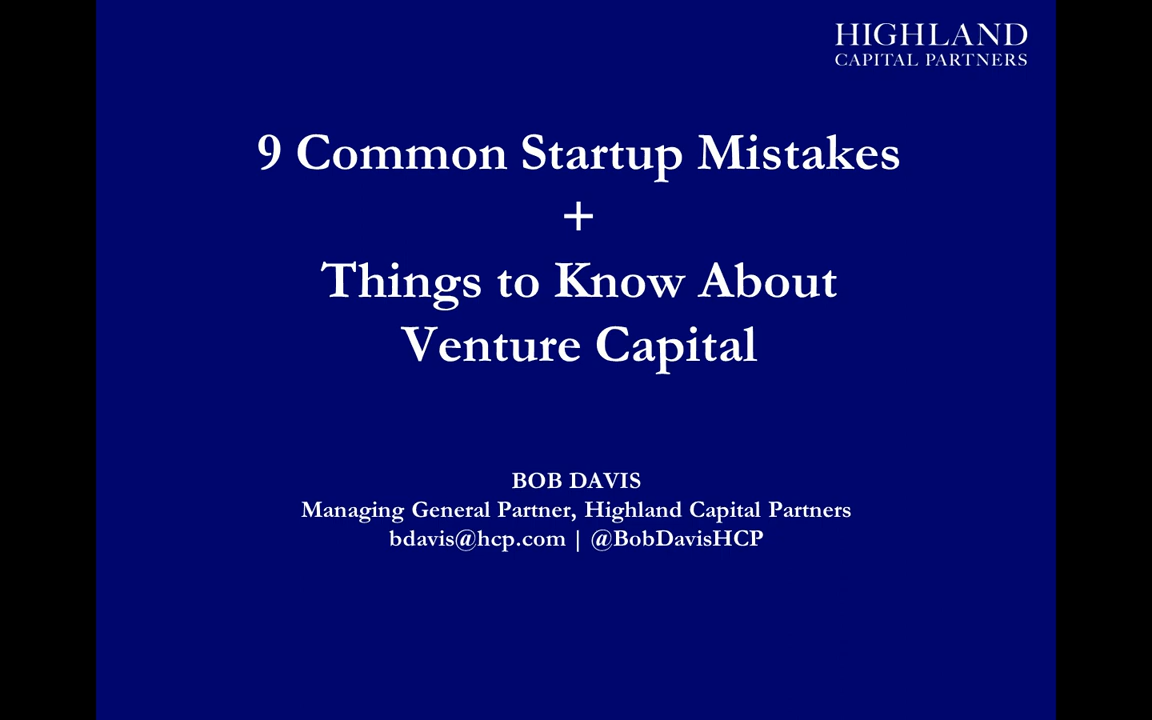 HIGHLAND
CAPITAL PARTNERS
9 Common Startup Mistakes
+
Things to Know About
Venture Capital
BOB DAVIS
Managing General Partner, Highland Capital Partners
bdavis@hcp.com | @BobDavisHCP